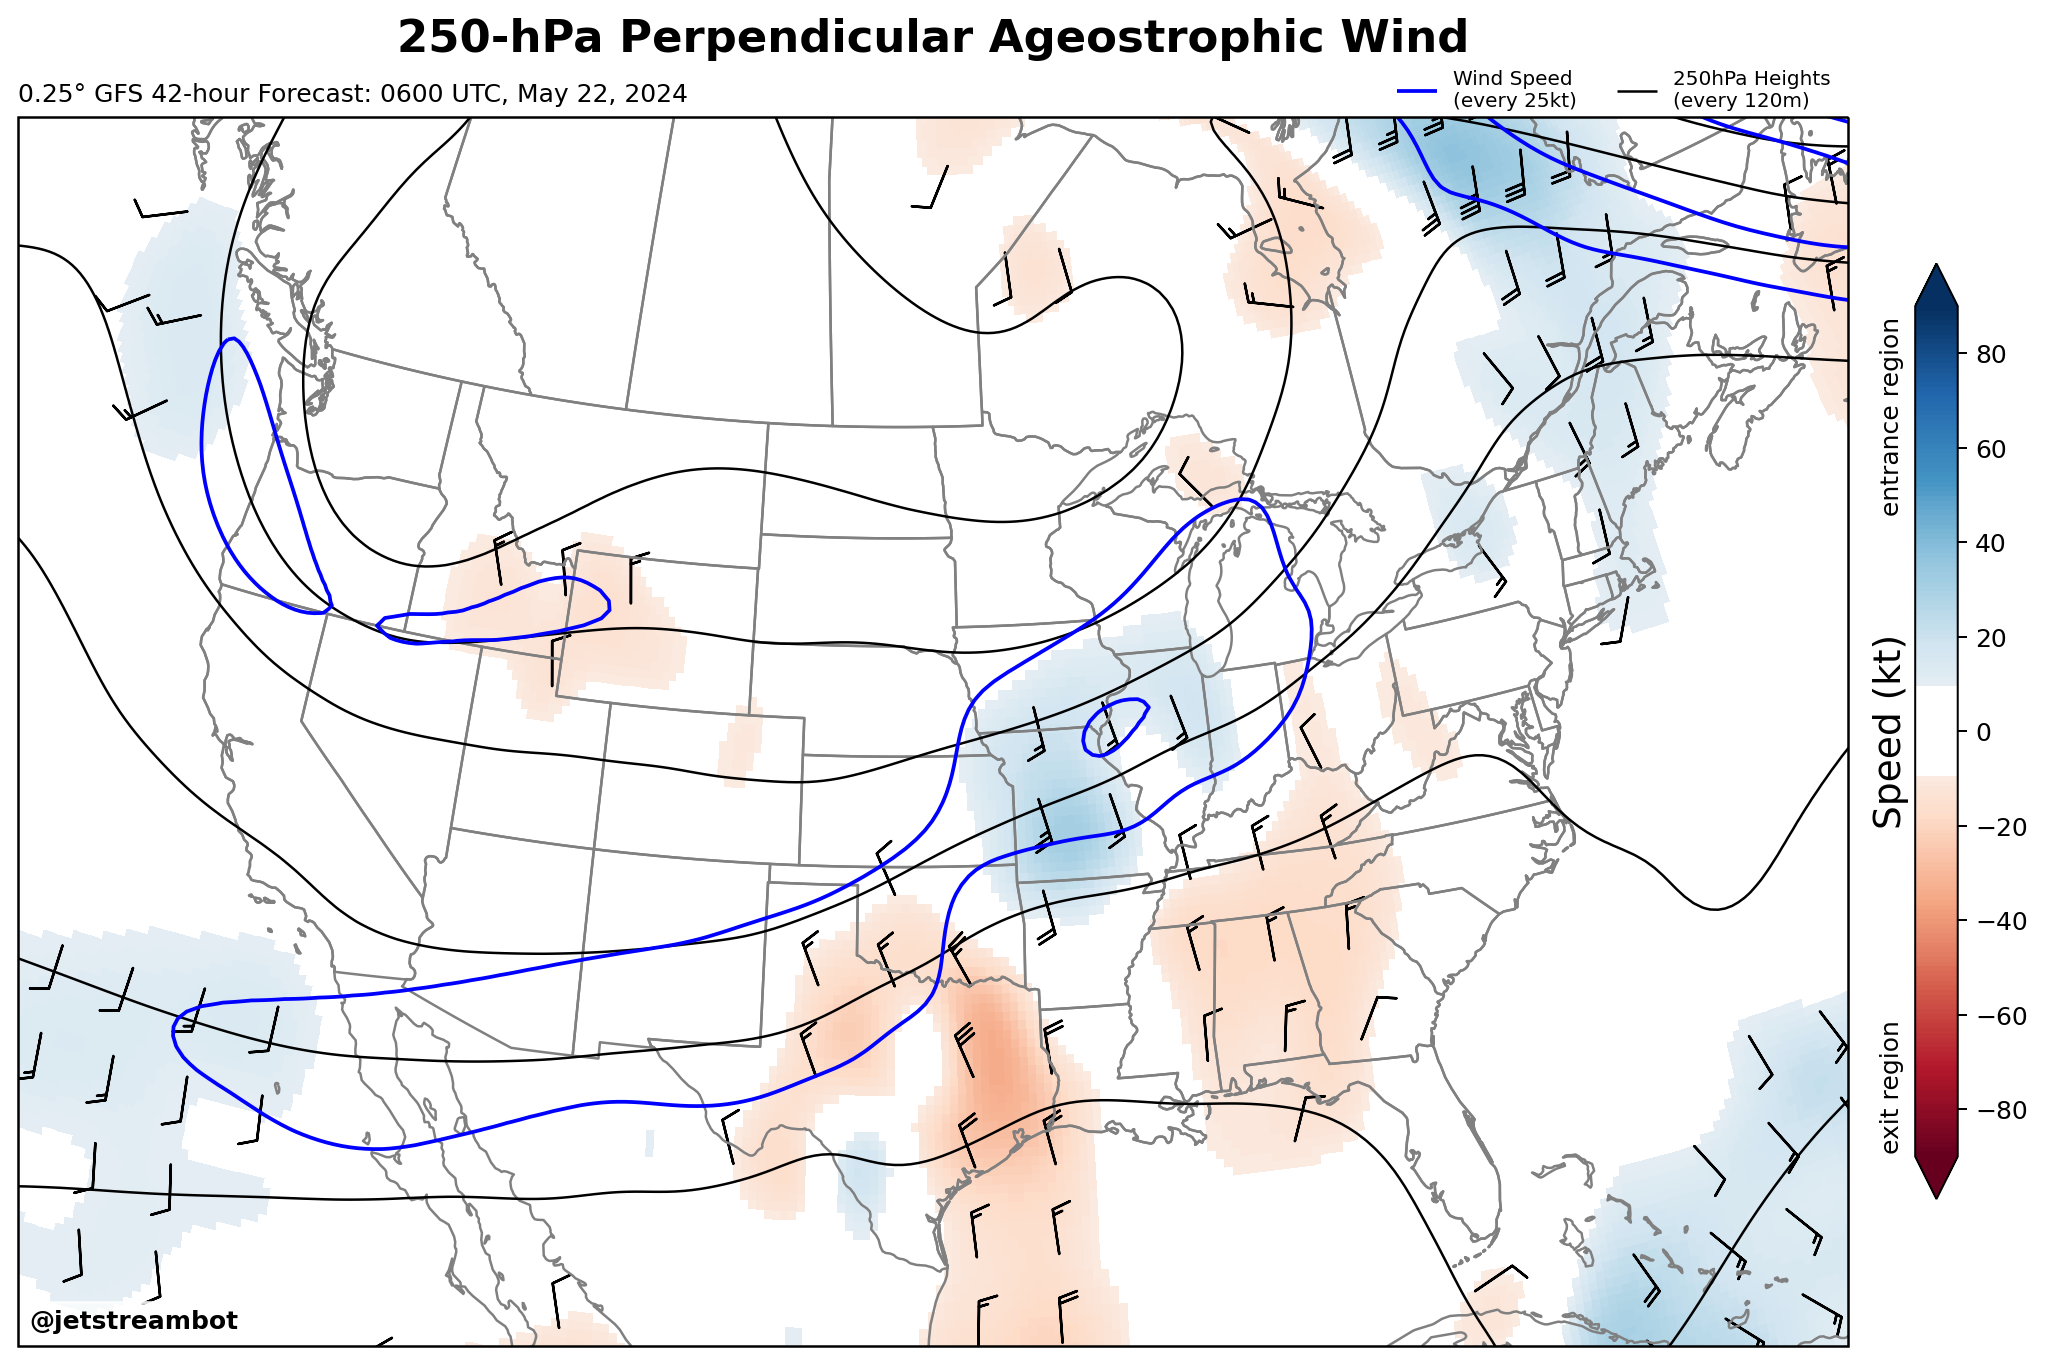 250-hPa Perpendicular Ageostrophic Wind
0.25° GFS 42-hour Forecast: 0600 UTC, May 22, 2024
Wind Speed
(every 25kt)
250hPa Heights
(every 120m)
entrance region
exit region
Speed (kt)
80
60
40
20
0
−20
−40
−60
−80
@jetstreambot